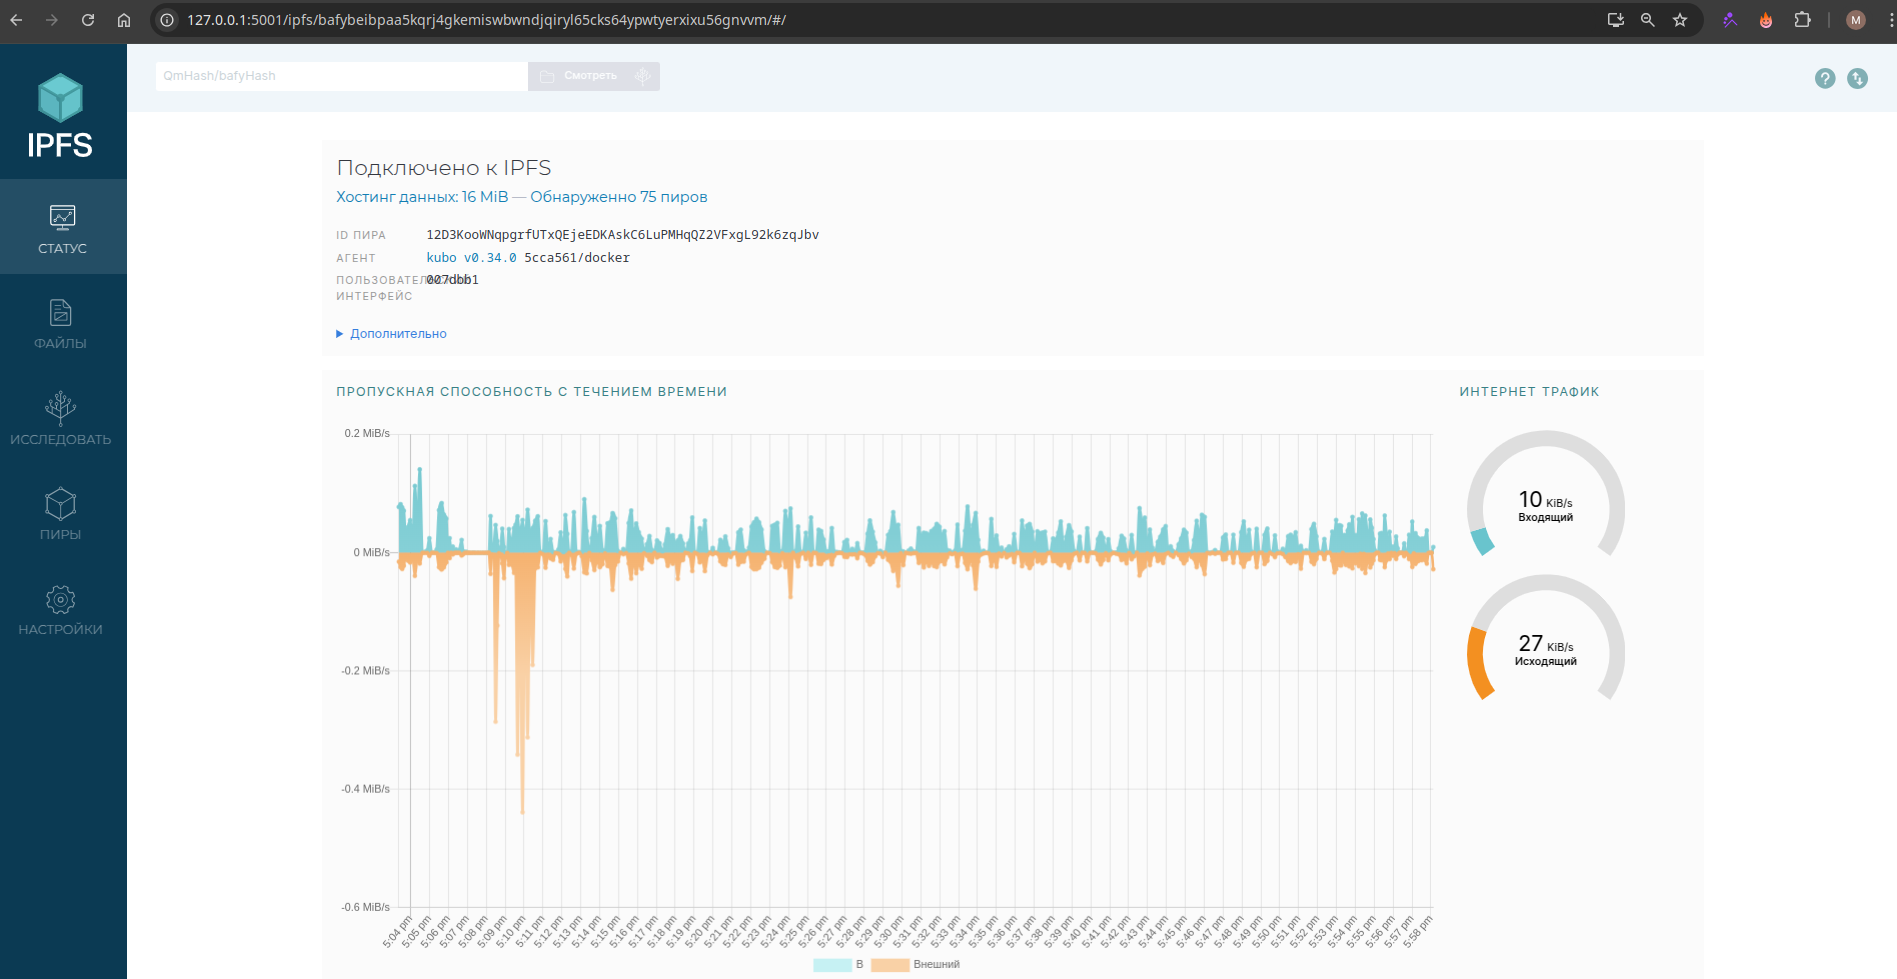 127.0.0.1:5001/ipfs/bafybeibpaa5kqrj4gkemiswbwndjqiryl65cks64ypwtyerxixu56gnvvm/#/
M
QmHash/bafyHash
Смотреть
?
IPFS
СТАТУС
ФАЙЛЫ
ИССЛЕДОВАТЬ
ПИРЫ
НАСТРОЙКИ
Подключено к IPFS
Хостинг данных: 16 MiB — Обнаруженно 75 пиров
ID ПИРА 12D3KooWNqpgrfUTxQEjeEDKAskC6LuPMHqQZ2VFxgL92k6zqJbv
АГЕНТ kubo v0.34.0 5cca561/docker
007dbb1
ИНТЕРФЕЙС
Дополнительно
ПРОПУСКНАЯ СПОСОБНОСТЬ С ТЕЧЕНИЕМ ВРЕМЕНИ
0.2 MiB/s
0 MiB/s
-0.2 MiB/s
-0.4 MiB/s
-0.6 MiB/s
5:04 pm
5:05 pm
5:06 pm
5:07 pm
5:08 pm
5:09 pm
5:10 pm
5:11 pm
5:12 pm
5:13 pm
5:14 pm
5:15 pm
5:16 pm
5:17 pm
5:18 pm
5:19 pm
5:20 pm
5:21 pm
5:22 pm
5:23 pm
5:24 pm
5:25 pm
5:26 pm
5:27 pm
5:28 pm
5:29 pm
5:30 pm
5:31 pm
5:32 pm
5:33 pm
5:34 pm
5:35 pm
5:36 pm
5:37 pm
5:38 pm
5:39 pm
5:40 pm
5:41 pm
5:42 pm
5:43 pm
5:44 pm
5:45 pm
5:46 pm
5:47 pm
5:48 pm
5:49 pm
5:50 pm
5:51 pm
5:52 pm
5:53 pm
5:54 pm
5:55 pm
5:56 pm
5:57 pm
5:58 pm
В
Внешний
ИНТЕРНЕТ ТРАФИК
10 KiB/s
Входящий
27 KiB/s
Исходящий